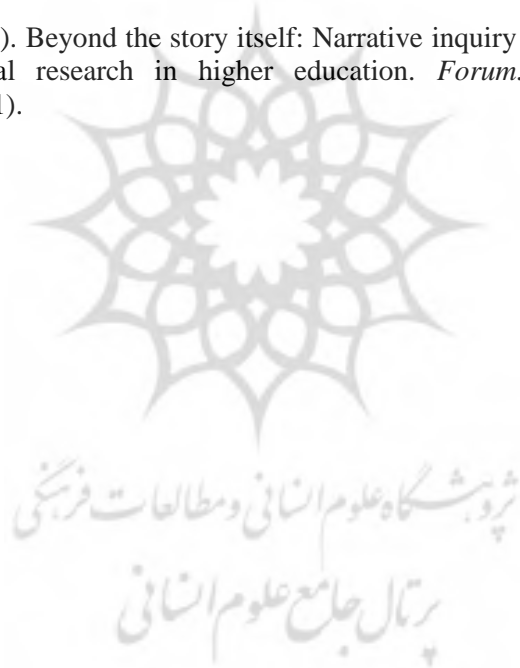 ). Beyond the story itself: Narrative inquiry
al research in higher education. Forum.
1).
پژوهشگاه علوم انسانی و مطالعات فرهنگی
پرتال جامع علوم انسانی